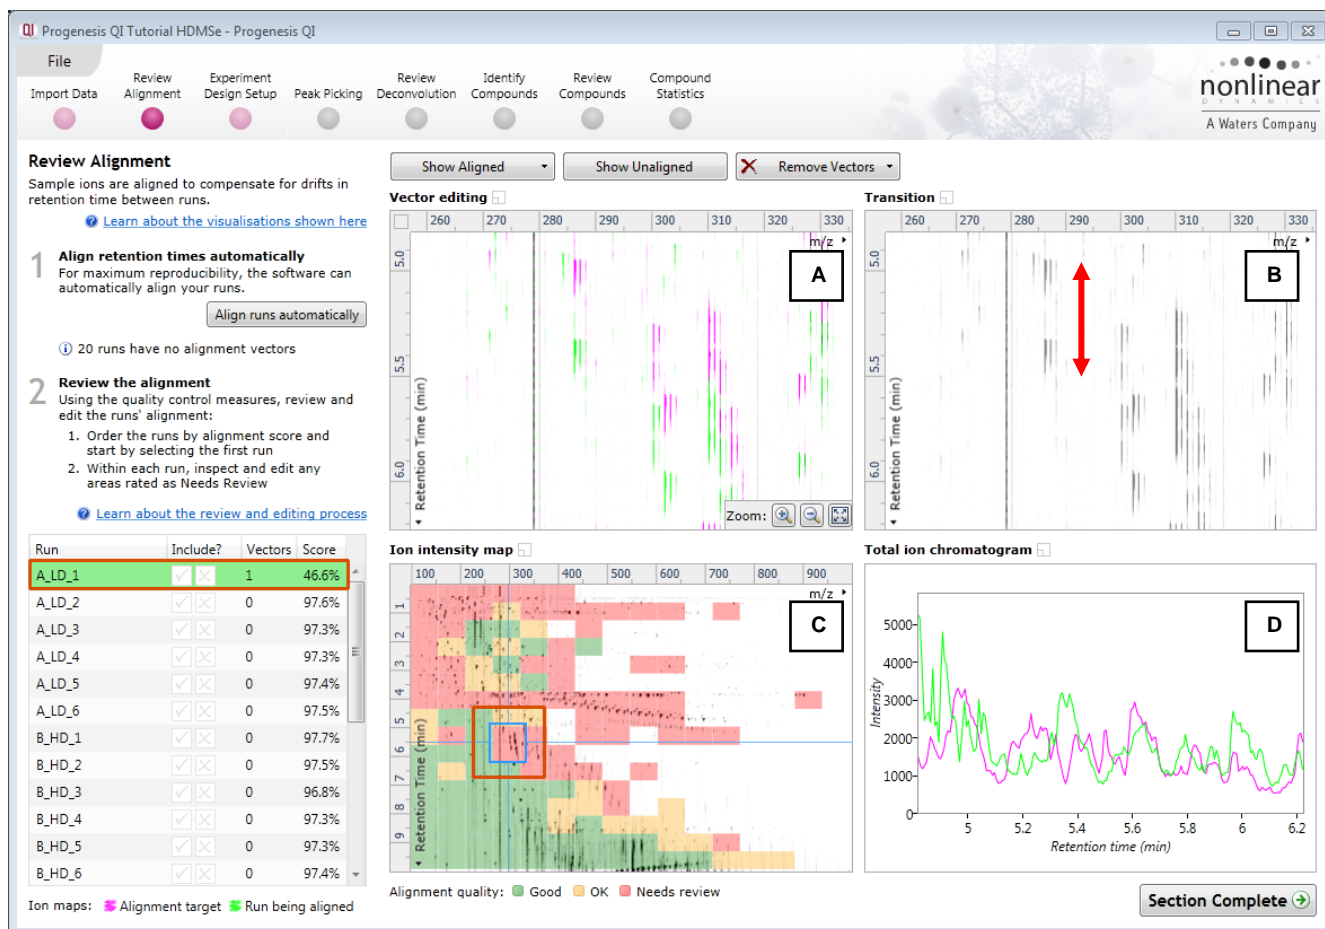 QI Progenesis QI Tutorial HDMSe - Progenesis QI
File
Import Data
Review Alignment
Experiment Design Setup
Peak Picking
Review Deconvolution
Identify Compounds
Review Compounds
Compound Statistics
nonlinear
DYNAMICS
A Waters Company
Review Alignment
Sample ions are aligned to compensate for drifts in
retention time between runs.
Learn about the visualisations shown here
1 Align retention times automatically
For maximum reproducibility, the software can
automatically align your runs.
Align runs automatically
20 runs have no alignment vectors
2 Review the alignment
Using the quality control measures, review and
edit the runs' alignment:
1. Order the runs by alignment score and
start by selecting the first run
2. Within each run, inspect and edit any
areas rated as Needs Review
Learn about the review and editing process
Run Include? Vectors Score
A_LD_1 1 46.6%
A_LD_2 0 97.6%
A_LD_3 0 97.3%
A_LD_4 0 97.3%
A_LD_5 0 97.4%
A_LD_6 0 97.5%
B_HD_1 0 97.7%
B_HD_2 0 97.5%
B_HD_3 0 96.8%
B_HD_4 0 97.3%
B_HD_5 0 97.3%
B_HD_6 0 97.4%
Ion maps: Alignment target Run being aligned
Show Aligned Show Unaligned Remove Vectors
Vector editing
260 270 280 290 300 310 320 330
m/z
A
5.0
5.5
6.0
Retention Time (min)
Zoom:
Transition
260 270 280 290 300 310 320 330
m/z
B
5.0
5.5
6.0
Retention Time (min)
Ion intensity map
100 200 300 400 500 600 700 800 900
m/z
C
1
2
3
4
5
6
7
8
9
Retention Time (min)
Alignment quality: Good OK Needs review
Total ion chromatogram
D
5000
4000
3000
2000
1000
0
Intensity
5 5.2 5.4 5.6 5.8 6 6.2
Retention time (min)
Section Complete